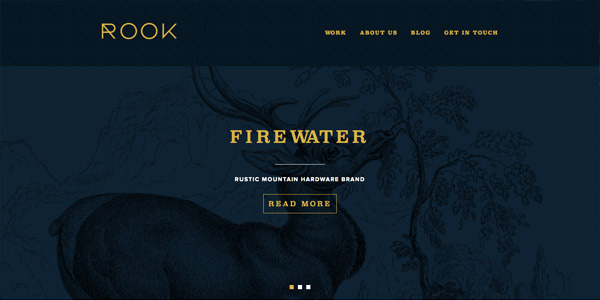 ROOK
WORK ABOUT US BLOG GET IN TOUCH
FIREWATER
RUSTIC MOUNTAIN HARDWARE BRAND
READ MORE